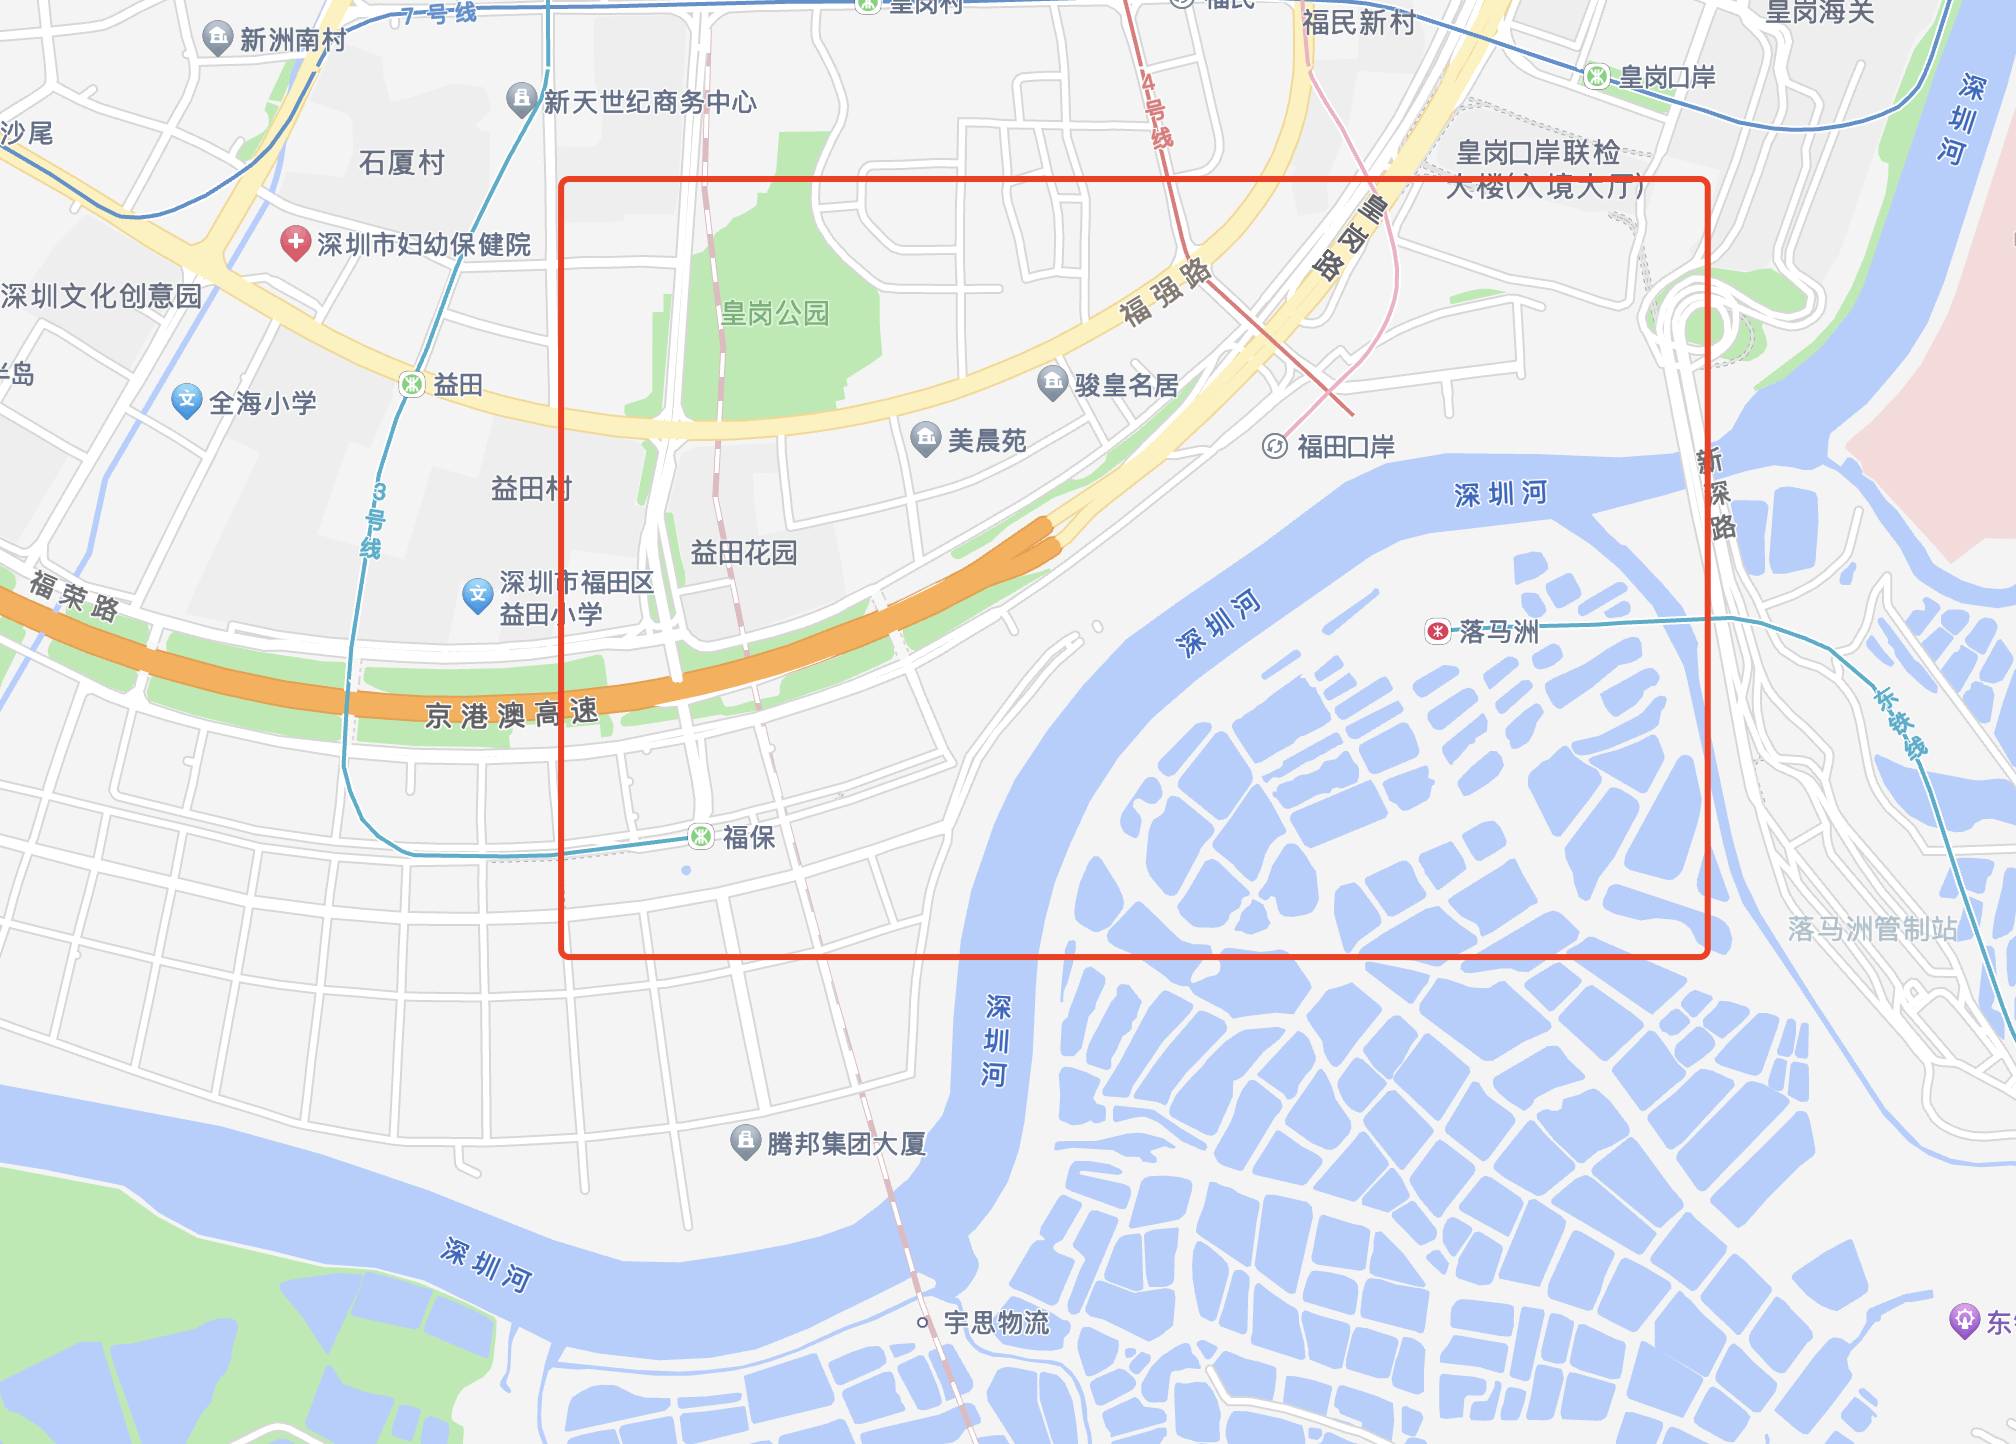 7号线
皇岗村
福民
福民新村
皇岗海关
新洲南村
皇岗口岸
新天世纪商务中心
4号线
深圳河
沙尾
石厦村
皇岗口岸联检
大楼(入境大厅)
深圳市妇幼保健院
皇岗路
深圳文化创意园
福强路
皇岗公园
半岛
全海小学
益田
骏皇名居
美晨苑
福田口岸
新深路
益田村
深圳河
3号线
益田花园
福荣路
深圳市福田区
益田小学
深圳河
落马洲
京港澳高速
东铁线
福保
落马洲管制站
深圳河
腾邦集团大厦
深圳河
宇思物流